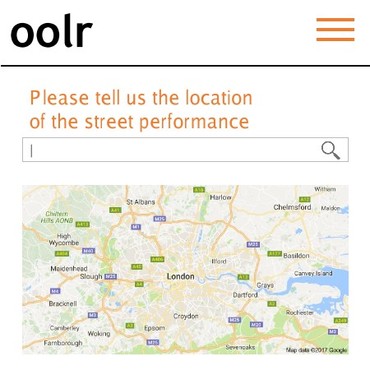 oolr
Please tell us the location
of the street performance
Witham
Harlow
St Albans
Chelmsford
Maldon
Chiltern
Hills AONB
High
Wycombe
Ilford
Basildon
Maidenhead
Slough
London
Canvey Island
Grays
Dartford
Bracknell
Croydon
Rochester
Camberley
Epsom
Woking
Farnborough
Sevenoaks
Map data ©2017 Google